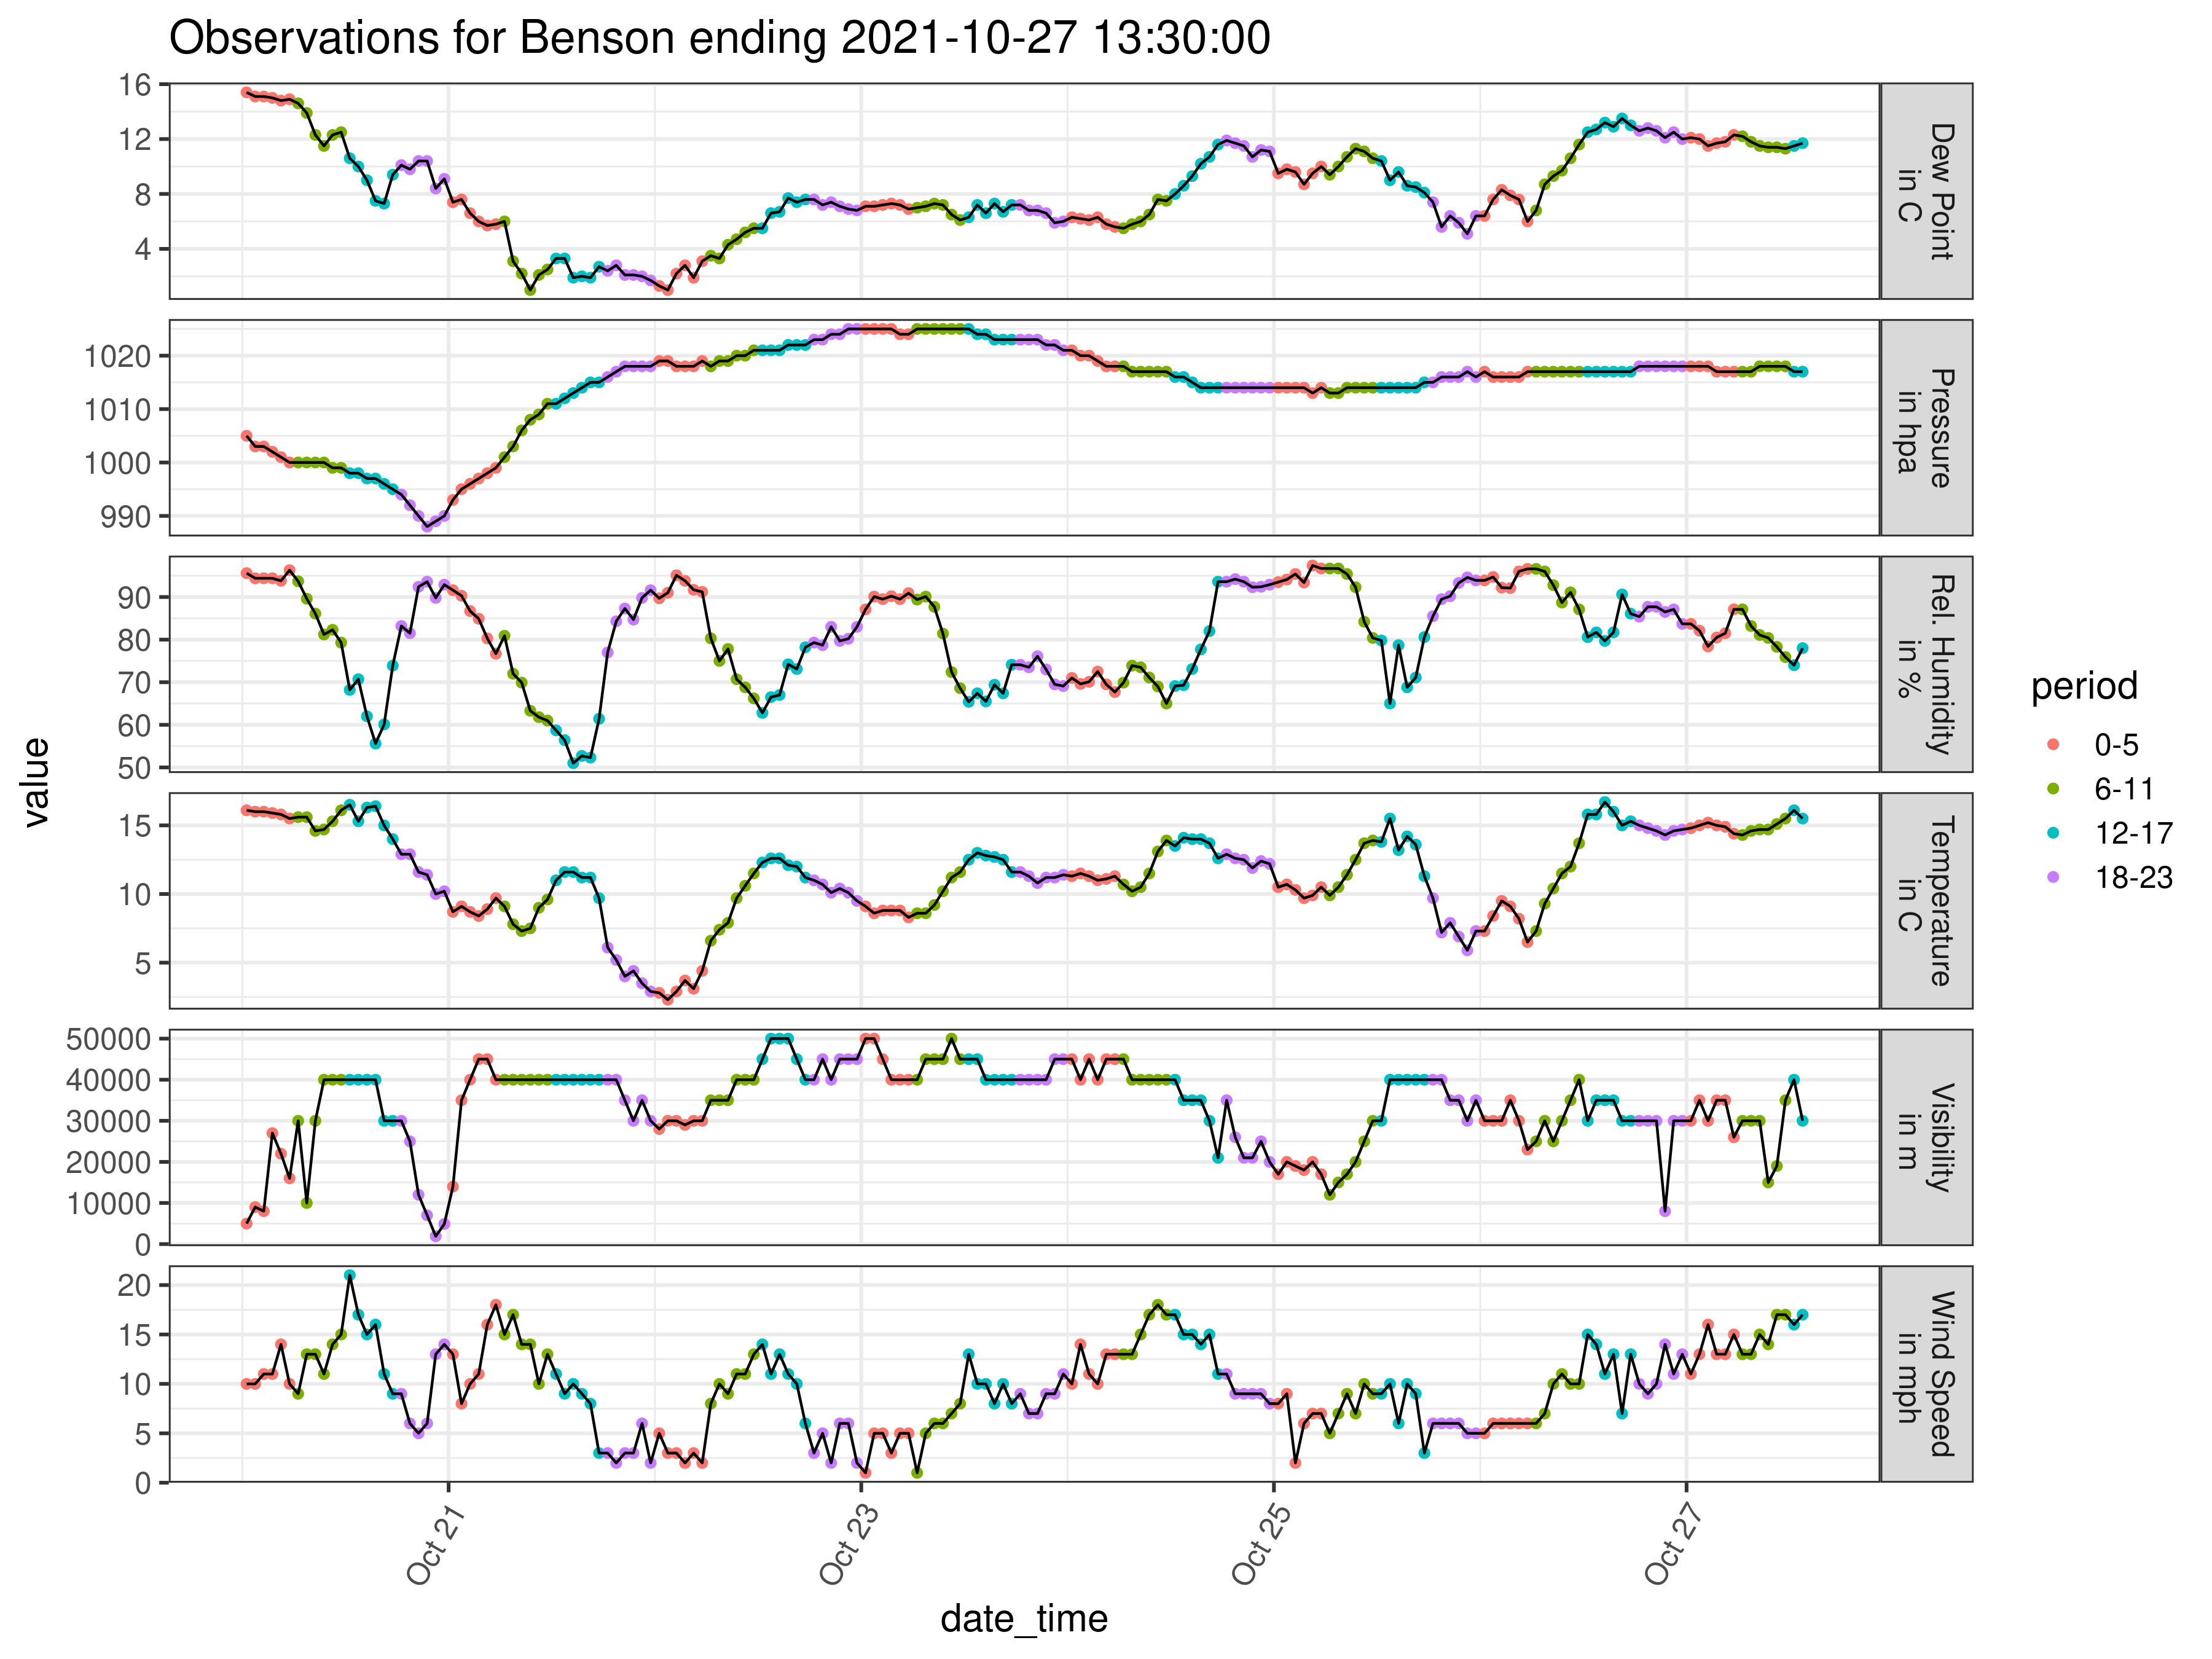 Observations for Benson ending 2021-10-27 13:30:00
value
16
12
8
4
Dew Point
in C
1020
1010
1000
990
Pressure
in hpa
90
80
70
60
50
Rel. Humidity
in %
15
10
5
Temperature
in C
50000
40000
30000
20000
10000
0
Visibility
in m
20
15
10
5
0
Wind Speed
in mph
Oct 21
Oct 23
Oct 25
Oct 27
date_time
period
0-5
6-11
12-17
18-23